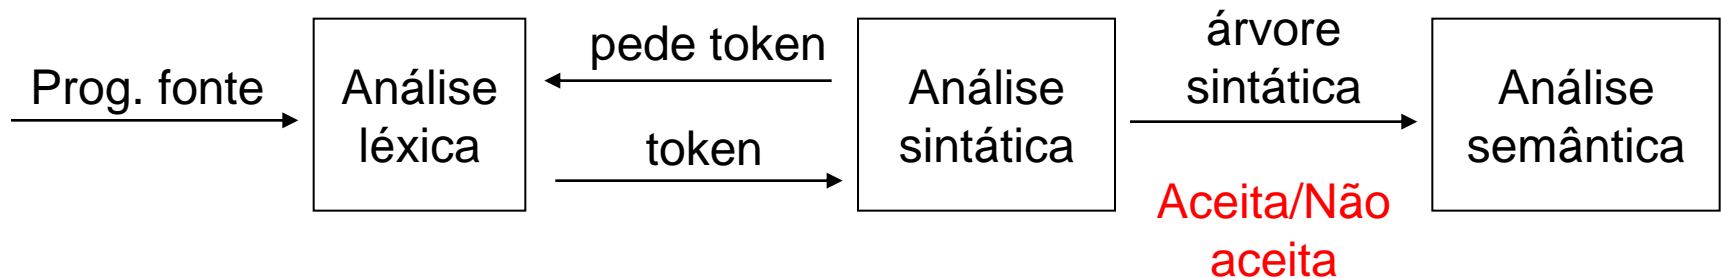 Prog. fonte
Análise
léxica
pede token
token
Análise
sintática
árvore
sintática
Aceita/Não
aceita
Análise
semântica